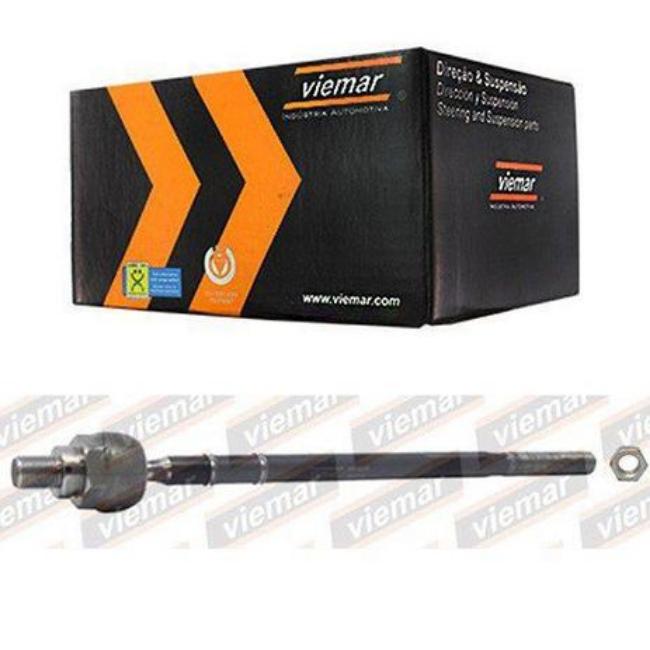 viemar
INDÚSTRIA AUTOMOTIVA
www.viemar.com
Direção & Suspensão
Dirección y Suspensión
Steering and Suspension parts
viemar
INDÚSTRIA AUTOMOTIVA
viemar
viemar
viemar
viemar
viemar
viemar
viemar
viemar